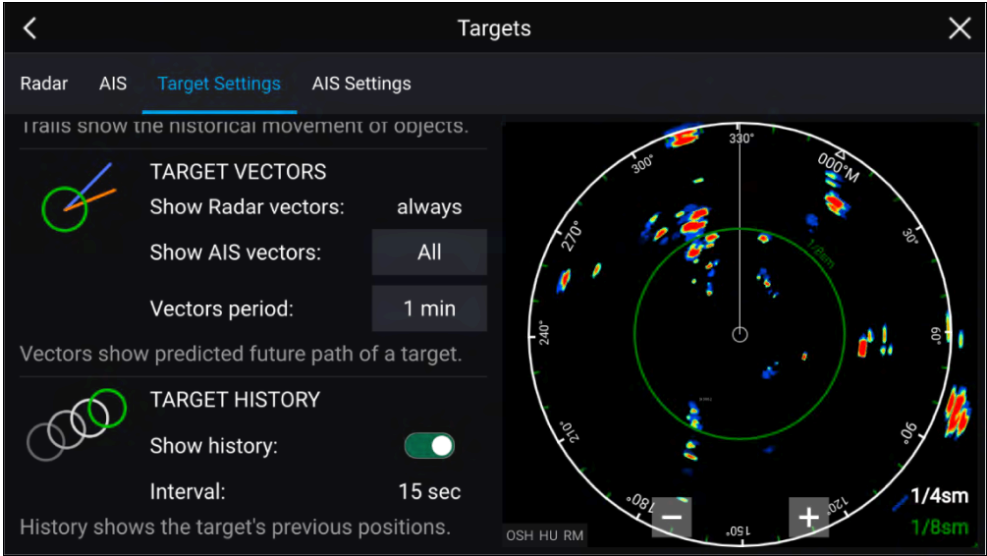 Targets
Radar AIS Target Settings AIS Settings
Trails show the historical movement of objects.
TARGET VECTORS
Show Radar vectors: always
Show AIS vectors: All
Vectors period: 1 min
Vectors show predicted future path of a target.
TARGET HISTORY
Show history:
Interval: 15 sec
History shows the target's previous positions.
330°
000°M
30°
60°
90°
120°
150°
180°
210°
240°
270°
300°
1/8sm
1/4sm
1/8sm
OSH HU RM
− +